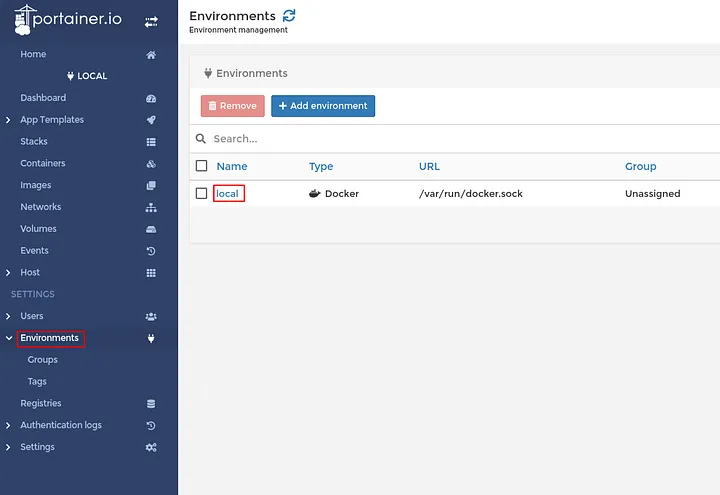 portainer.io
Home
LOCAL
Dashboard
App Templates
Stacks
Containers
Images
Networks
Volumes
Events
Host
SETTINGS
Users
Environments
Groups
Tags
Registries
Authentication logs
Settings
Environments
Environment management
Environments
Remove
+ Add environment
Search...
Name Type URL Group
local Docker /var/run/docker.sock Unassigned